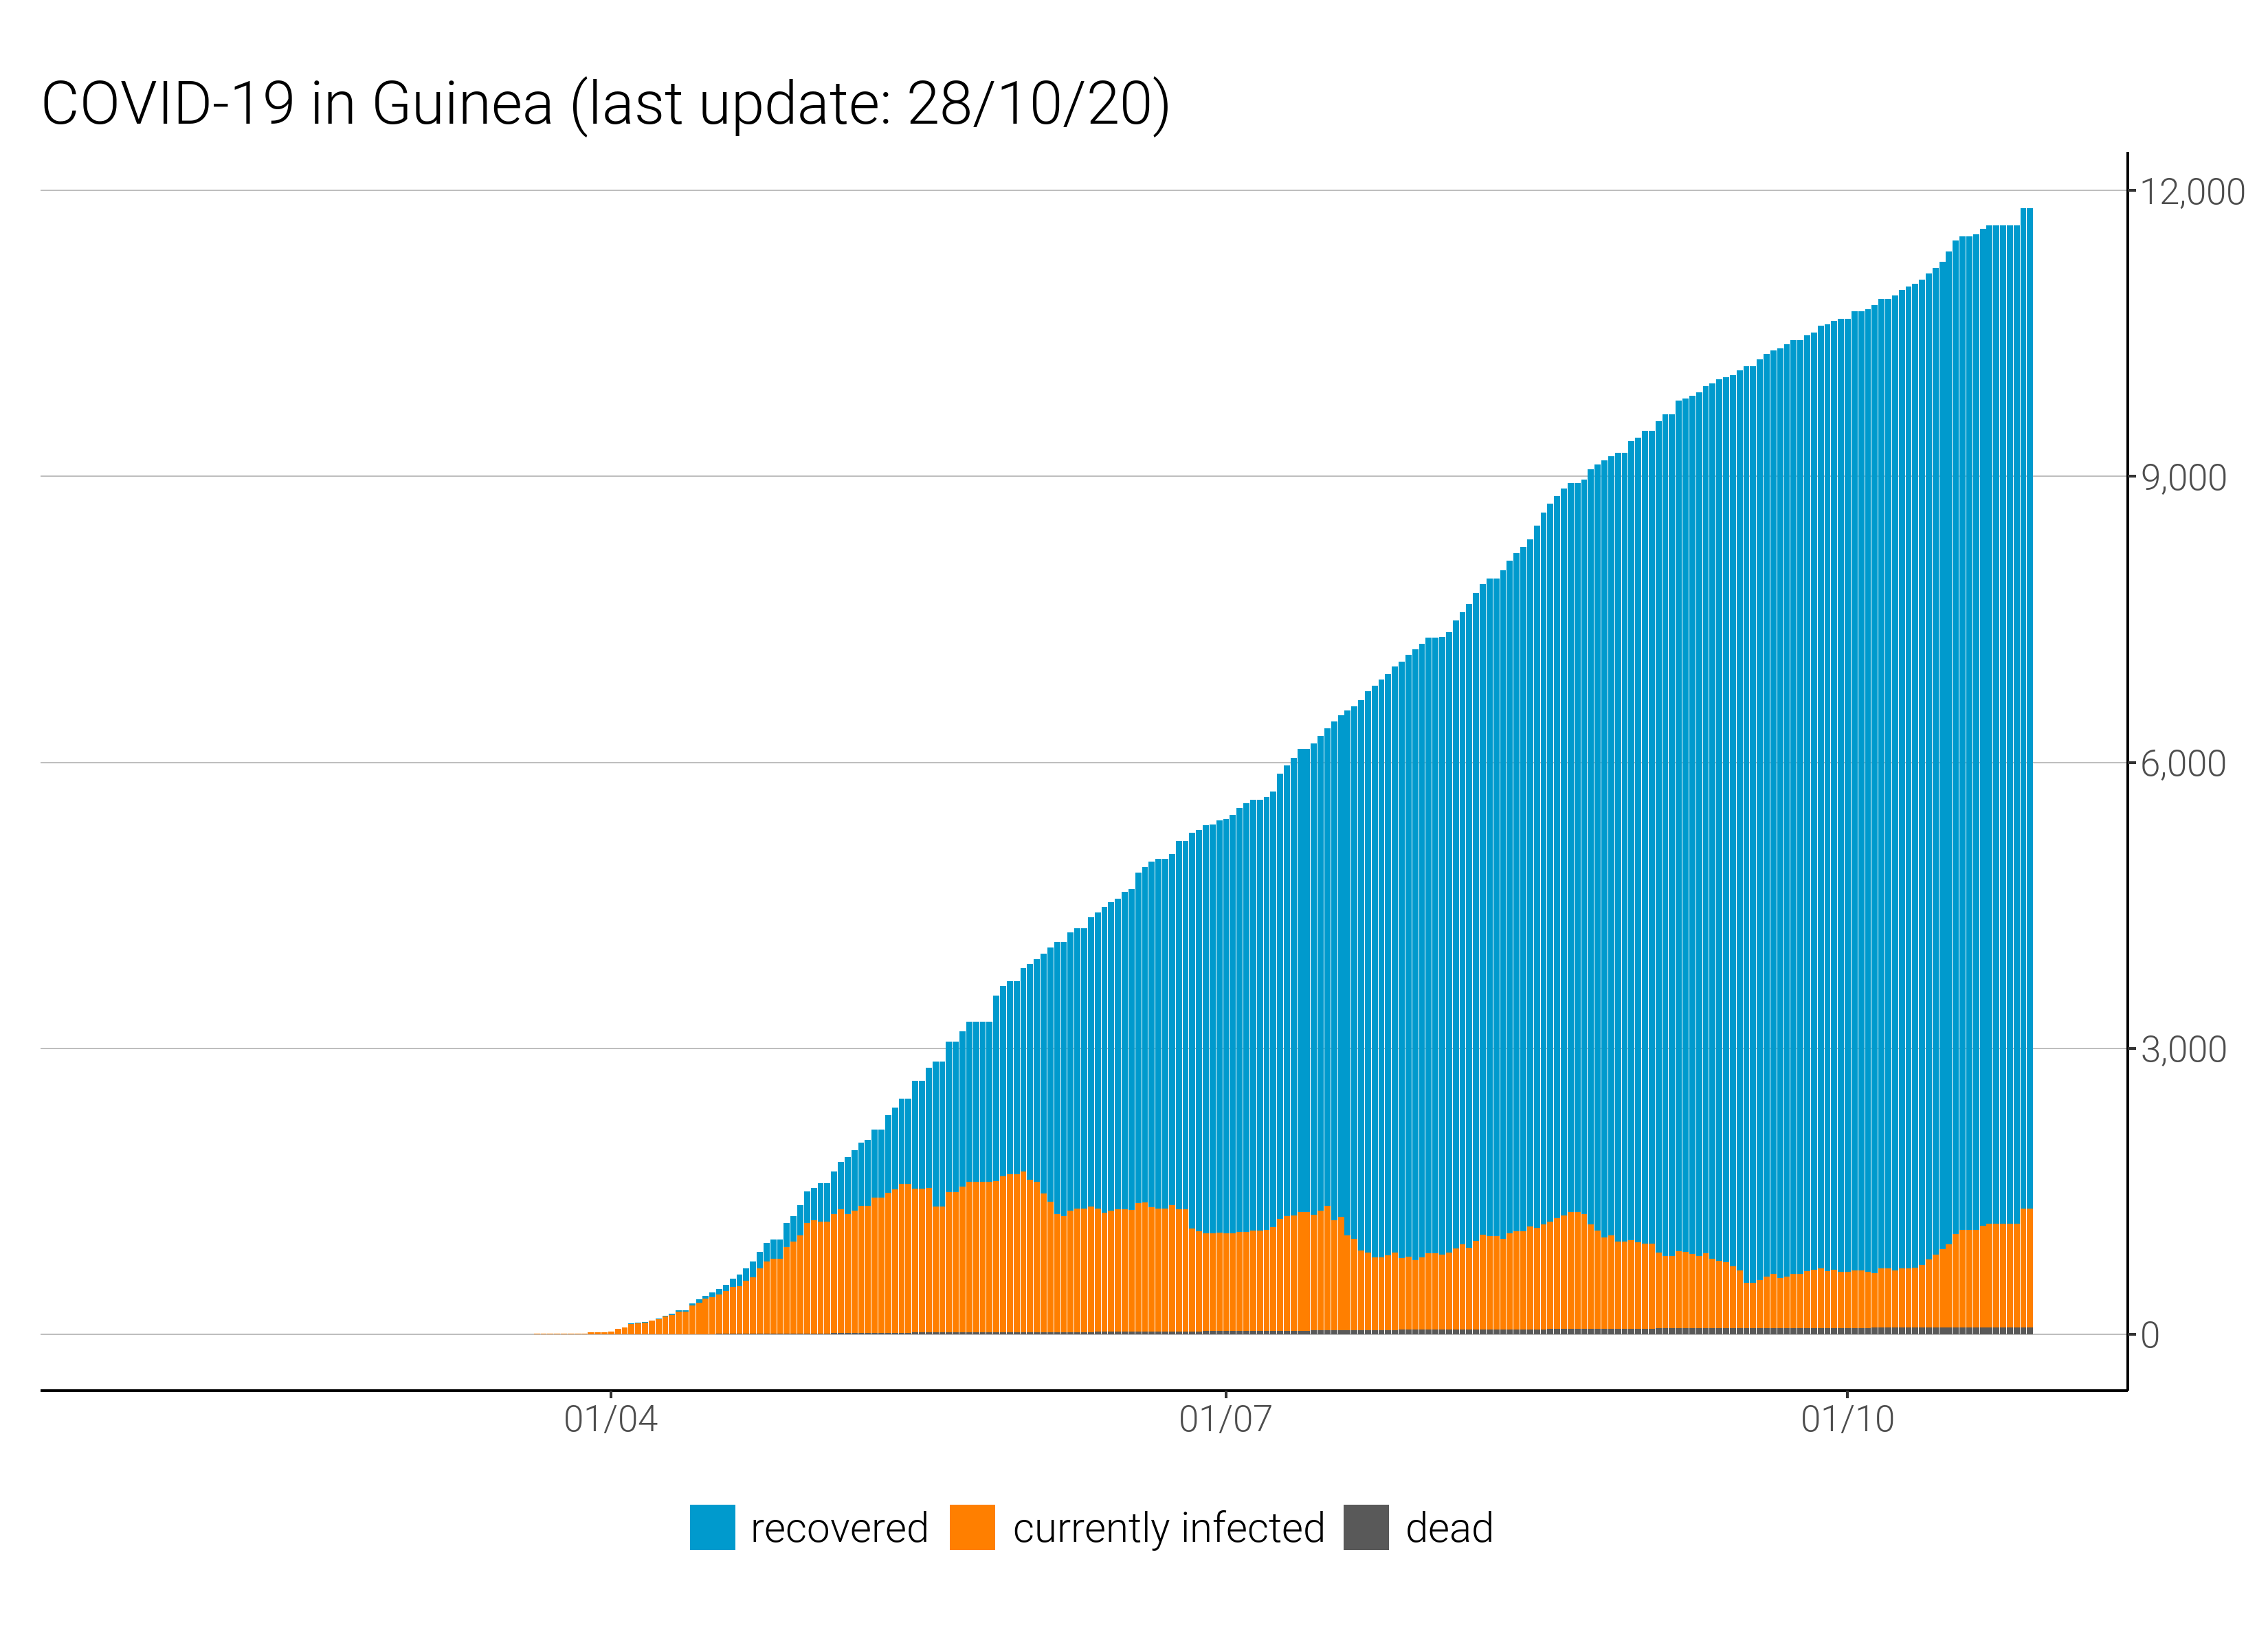 COVID-19 in Guinea (last update: 28/10/20)
12,000
9,000
6,000
3,000
0
01/04 01/07 01/10
recovered currently infected dead